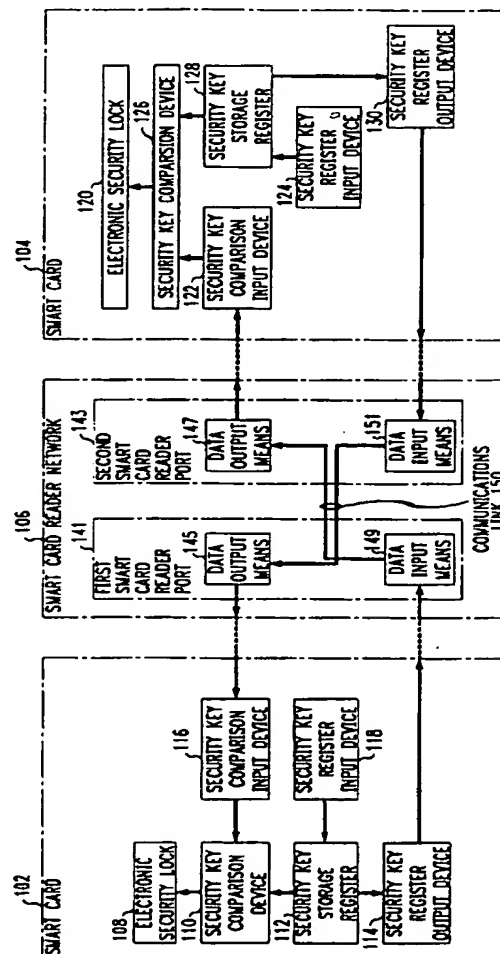 102
SMART CARD
108
ELECTRONIC
SECURITY LOCK
110
SECURITY KEY
COMPARISON
DEVICE
112
SECURITY KEY
STORAGE
REGISTER
114
SECURITY KEY
REGISTER
OUTPUT DEVICE
116
SECURITY KEY
COMPARISON
INPUT DEVICE
118
SECURITY KEY
REGISTER
INPUT DEVICE
106
SMART CARD READER NETWORK
141
FIRST
SMART CARD
READER
PORT
145
DATA
OUTPUT
MEANS
149
DATA
INPUT
MEANS
143
SECOND
SMART CARD
READER
PORT
147
DATA
OUTPUT
MEANS
151
DATA
INPUT
MEANS
COMMUNICATIONS
LINK 150
104
SMART CARD
120
ELECTRONIC SECURITY LOCK
126
SECURITY KEY COMPARSION DEVICE
122
SECURITY KEY
COMPARISON
INPUT DEVICE
128
SECURITY KEY
STORAGE
REGISTER
124
SECURITY KEY
REGISTER
INPUT DEVICE
130
SECURITY KEY
REGISTER
OUTPUT DEVICE